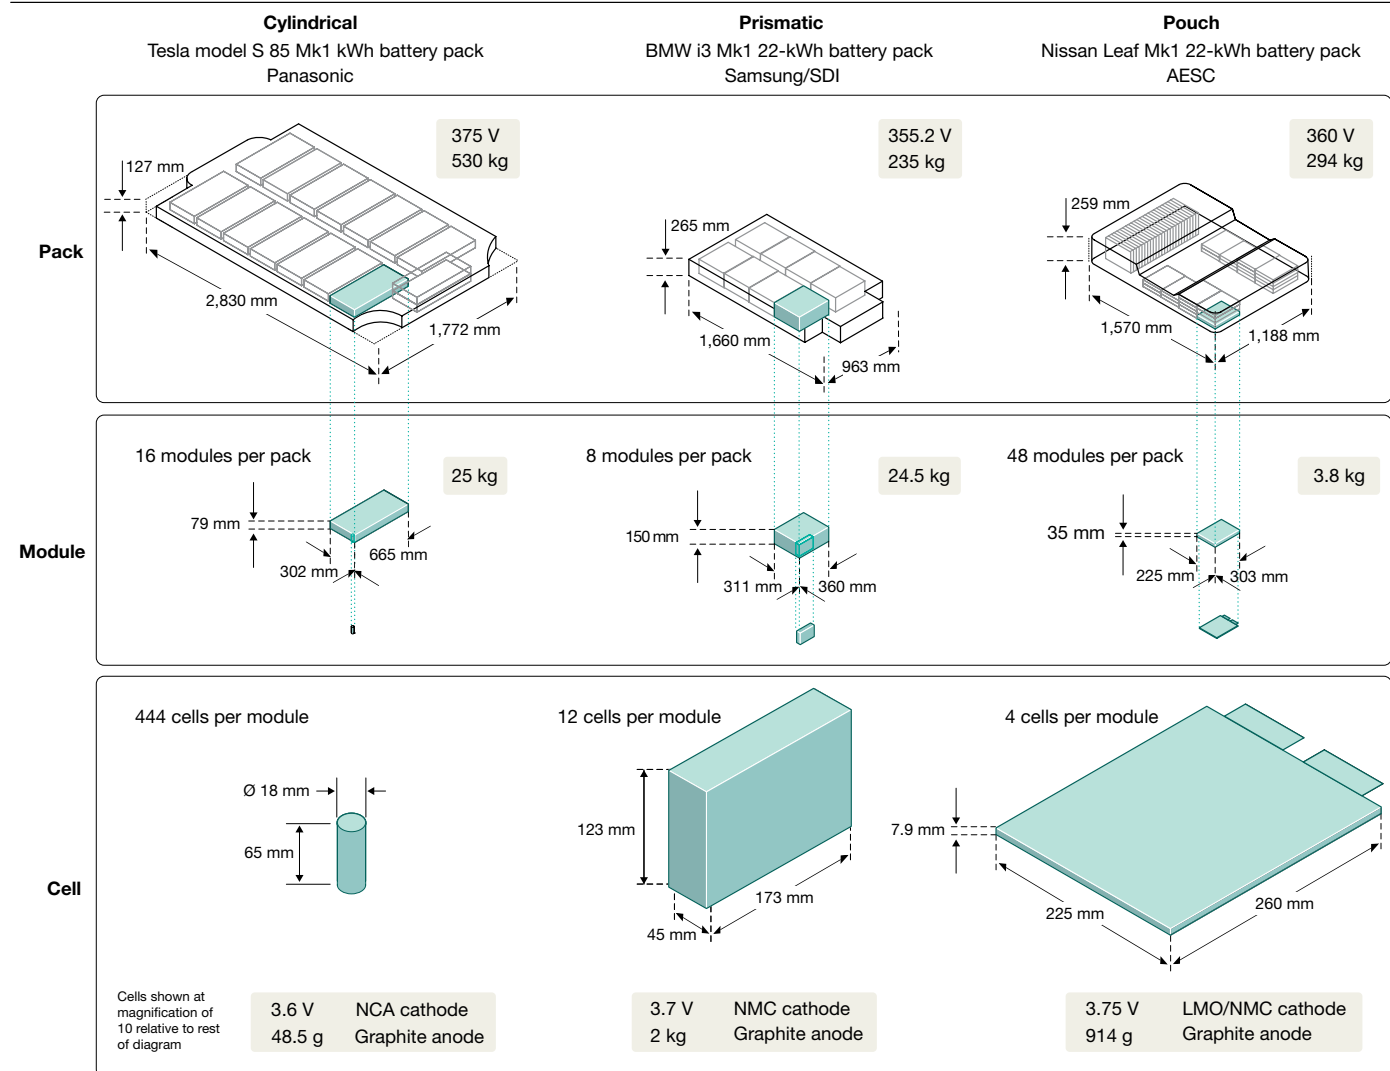 Cylindrical
Tesla model S 85 Mk1 kWh battery pack
Panasonic
Prismatic
BMW i3 Mk1 22-kWh battery pack
Samsung/SDI
Pouch
Nissan Leaf Mk1 22-kWh battery pack
AESC
Pack
375 V
530 kg
127 mm
2,830 mm
1,772 mm
355.2 V
235 kg
265 mm
1,660 mm
963 mm
360 V
294 kg
259 mm
1,570 mm
1,188 mm
Module
16 modules per pack
25 kg
79 mm
302 mm
665 mm
8 modules per pack
24.5 kg
150 mm
311 mm
360 mm
48 modules per pack
3.8 kg
35 mm
225 mm
303 mm
Cell
444 cells per module
Ø 18 mm
65 mm
12 cells per module
123 mm
45 mm
173 mm
4 cells per module
7.9 mm
225 mm
260 mm
Cells shown at
magnification of
10 relative to rest
of diagram
3.6 V NCA cathode
48.5 g Graphite anode
3.7 V NMC cathode
2 kg Graphite anode
3.75 V LMO/NMC cathode
914 g Graphite anode